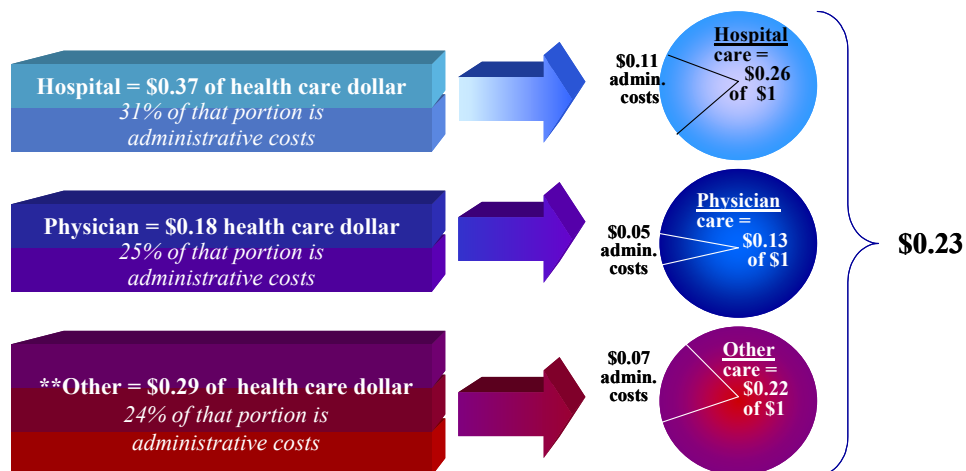 Hospital = $0.37 of health care dollar
31% of that portion is
administrative costs
$0.11
admin.
costs
Hospital
care =
$0.26
of $1
Physician = $0.18 health care dollar
25% of that portion is
administrative costs
$0.05
admin.
costs
Physician
care =
$0.13
of $1
$0.23
**Other = $0.29 of health care dollar
24% of that portion is
administrative costs
$0.07
admin.
costs
Other
care =
$0.22
of $1